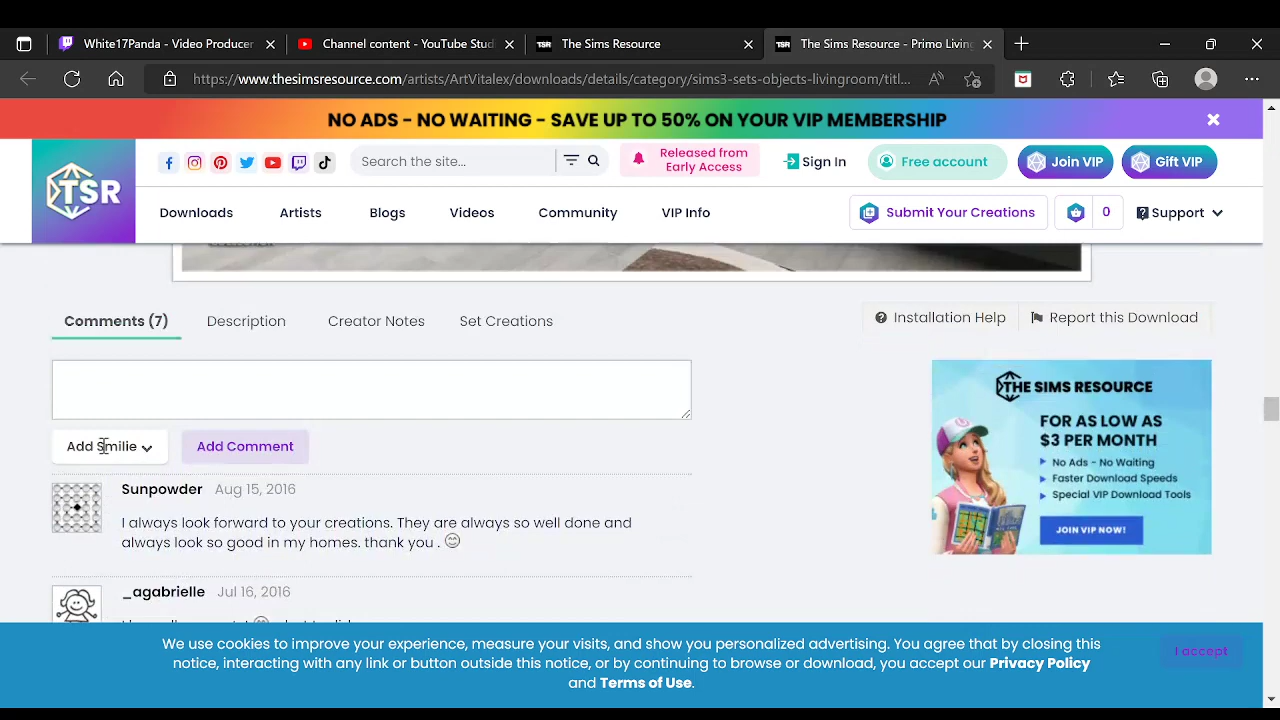 White17Panda - Video Producer
Channel content - YouTube Stud
TSR The Sims Resource
TSR The Sims Resource - Primo Living
https://www.thesimsresource.com/artists/ArtVitalex/downloads/details/category/sims3-sets-objects-livingroom/titl...
NO ADS - NO WAITING - SAVE UP TO 50% ON YOUR VIP MEMBERSHIP
TSR
Search the site...
Released from
Early Access
Sign In
Free account
Join VIP
Gift VIP
Downloads
Artists
Blogs
Videos
Community
VIP Info
Submit Your Creations
0
Support
Comments (7)
Description
Creator Notes
Set Creations
Installation Help
Report this Download
Add Smilie
Add Comment
THE SIMS RESOURCE
FOR AS LOW AS
$3 PER MONTH
No Ads - No Waiting
Faster Download Speeds
Special VIP Download Tools
JOIN VIP NOW!
Sunpowder Aug 15, 2016
I always look forward to your creations. They are always so well done and
always look so good in my homes. thank you . 😊
_agabrielle Jul 16, 2016
We use cookies to improve your experience, measure your visits, and show you personalized advertising. You agree that by closing this
notice, interacting with any link or button outside this notice, or by continuing to browse or download, you accept our Privacy Policy
and Terms of Use.
I accept